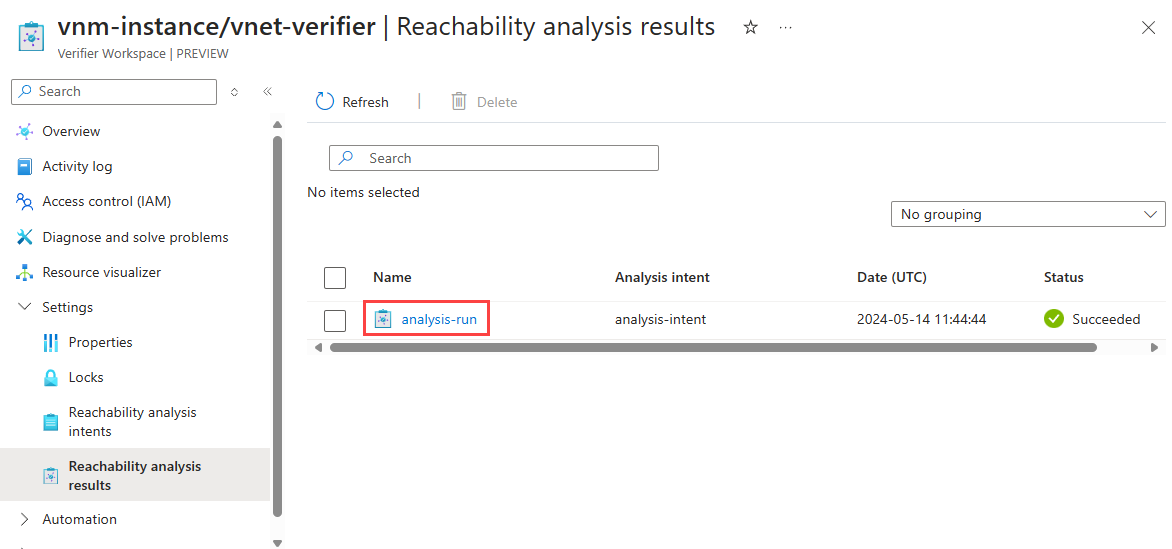 vnm-instance/vnet-verifier | Reachability analysis results
Verifier Workspace | PREVIEW
Search
Overview
Activity log
Access control (IAM)
Diagnose and solve problems
Resource visualizer
Settings
Properties
Locks
Reachability analysis
intents
Reachability analysis
results
Automation
Refresh | Delete
Search
No items selected
No grouping
Name Analysis intent Date (UTC) Status
analysis-run analysis-intent 2024-05-14 11:44:44 Succeeded